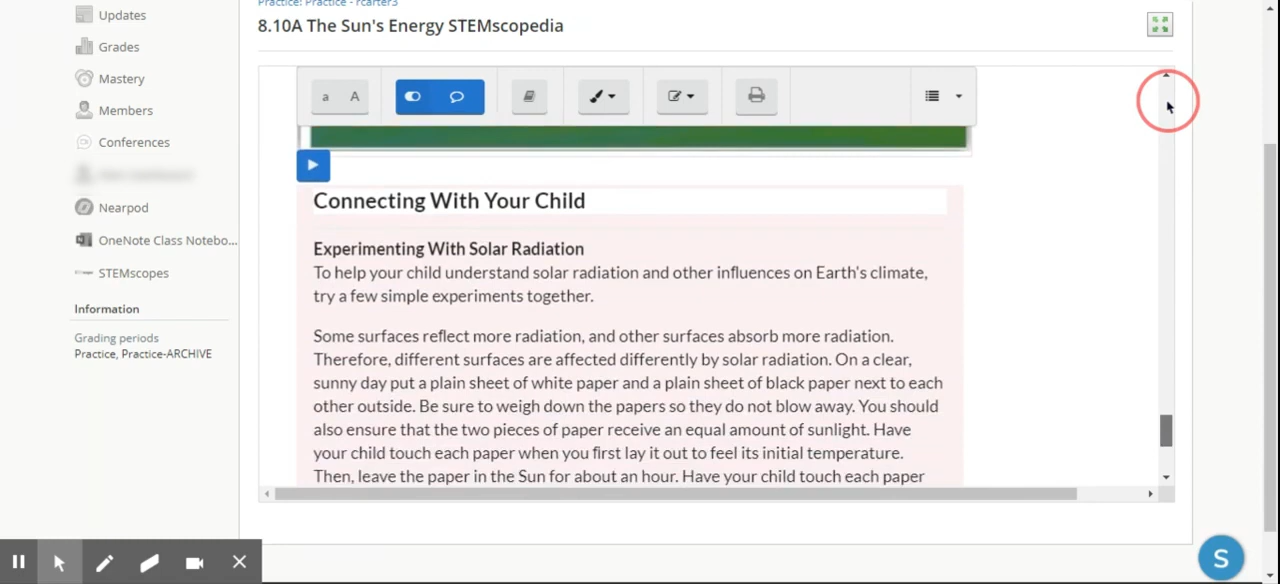 Updates
Grades
Mastery
Members
Conferences
Nearpod
OneNote Class Notebo...
STEMscopes
Information
Grading periods
Practice, Practice-ARCHIVE
Practice: Practice - rcarter3
8.10A The Sun's Energy STEMscopedia
a A
Connecting With Your Child
Experimenting With Solar Radiation
To help your child understand solar radiation and other influences on Earth's climate,
try a few simple experiments together.
Some surfaces reflect more radiation, and other surfaces absorb more radiation.
Therefore, different surfaces are affected differently by solar radiation. On a clear,
sunny day put a plain sheet of white paper and a plain sheet of black paper next to each
other outside. Be sure to weigh down the papers so they do not blow away. You should
also ensure that the two pieces of paper receive an equal amount of sunlight. Have
your child touch each paper when you first lay it out to feel its initial temperature.
Then, leave the paper in the Sun for about an hour. Have your child touch each paper
S